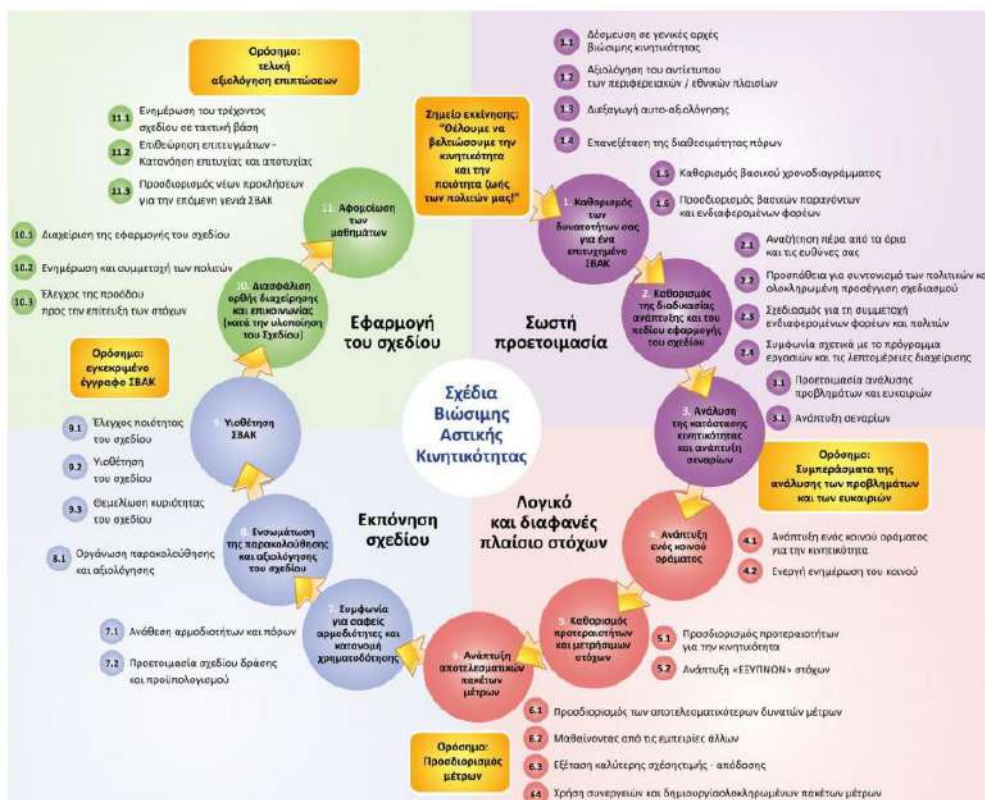 Ορόσημο:
τελική
αξιολόγηση επιπτώσεων
11.1 Ενημέρωση του τρέχοντος
σχεδίου σε τακτική βάση
11.2 Επιθεώρηση επιτευγμάτων -
Κατανόηση επιτυχίας και αποτυχίας
11.3 Προσδιορισμός νέων προκλήσεων
για την επόμενη γενιά ΣΒΑΚ
10.1 Διαχείριση της εφαρμογής του σχεδίου
10.2 Ενημέρωση και συμμετοχή των πολιτών
10.3 Έλεγχος της προόδου
προς την επίτευξη των στόχων
Σημείο εκκίνησης:
"Θέλουμε να
βελτιώσουμε την
κινητικότητα
και την
ποιότητα ζωής
των πολιτών μας!"
1.1 Δέσμευση σε γενικές αρχές
βιώσιμης κινητικότητας
1.2 Αξιολόγηση του αντίκτυπου
των περιφερειακών / εθνικών πλαισίων
1.3 Διεξαγωγή αυτο-αξιολόγησης
1.4 Επανεξέταση της διαθεσιμότητας πόρων
1.5 Καθορισμός βασικού χρονοδιαγράμματος
1.6 Προσδιορισμός βασικών παραγόντων
και ενδιαφερομένων φορέων
2.1 Αναζήτηση πέρα από τα όρια
και τις ευθύνες σας
2.2 Προσπάθεια για συντονισμό των πολιτικών και
ολοκληρωμένη προσέγγιση σχεδιασμού
2.3 Σχεδιασμός για τη συμμετοχή
ενδιαφερομένων φορέων και πολιτών
2.4 Συμφωνία σχετικά με το πρόγραμμα
εργασιών και τις λεπτομέρειες διαχείρισης
3.1 Προετοιμασία ανάλυσης
προβλημάτων και ευκαιριών
3.1 Ανάπτυξη σεναρίων
11. Αφομοίωση
των
μαθημάτων
10. Διασφάλιση
ορθής διαχείρησης
και επικοινωνίας
(κατά την υλοποίηση
του Σχεδίου)
Εφαρμογή
του σχεδίου
Σωστή
προετοιμασία
1. Καθορισμός
των
δυνατοτήτων σας
για ένα
επιτυχημένο
ΣΒΑΚ
2. Καθορισμός
της διαδικασίας
ανάπτυξης και του
πεδίου εφαρμογής
του σχεδίου
3. Ανάλυση
της κατάστασης
κινητικότητας
και ανάπτυξη
σεναρίων
Ορόσημο:
εγκεκριμένο
έγγραφο ΣΒΑΚ
9. Υιοθέτηση
ΣΒΑΚ
Σχέδια
Βιώσιμης
Αστικής
Κινητικότητας
Ορόσημο:
Συμπεράσματα της
ανάλυσης των προβλημάτων
και των ευκαιριών
9.1 Έλεγχος ποιότητας
του σχεδίου
9.2 Υιοθέτηση
του σχεδίου
9.3 Θεμελίωση κυριότητας
του σχεδίου
8.1 Οργάνωση παρακολούθησης
και αξιολόγησης
8. Ενσωμάτωση
της παρακολούθησης
και αξιολόγησης
του σχεδίου
Εκπόνηση
σχεδίου
Λογικό
και διαφανές
πλαίσιο στόχων
4. Ανάπτυξη
ενός κοινού
οράματος
4.1 Ανάπτυξη ενός κοινού οράματος
για την κινητικότητα
4.2 Ενεργή ενημέρωση του κοινού
7.1 Ανάθεση αρμοδιοτήτων και πόρων
7.2 Προετοιμασία σχεδίου δράσης
και προϋπολογισμού
7. Συμφωνία
για σαφείς
αρμοδιότητες και
κατανομή
χρηματοδότησης
6. Ανάπτυξη
αποτελεσματικών
πακέτων
μέτρων
5. Καθορισμός
προτεραιοτήτων
και μετρήσιμων
στόχων
5.1 Προσδιορισμός προτεραιοτήτων
για την κινητικότητα
5.2 Ανάπτυξη «ΕΞΥΠΝΩΝ» στόχων
Ορόσημο:
Προσδιορισμός
μέτρων
6.1 Προσδιορισμός των αποτελεσματικότερων δυνατών μέτρων
6.2 Μαθαίνοντας από τις εμπειρίες άλλων
6.3 Εξέταση καλύτερης σχέσηςτιμής - απόδοσης
64 Χρήση συνεργειών και δημιουργίαολοκληρωμένων πακέτων μέτρων